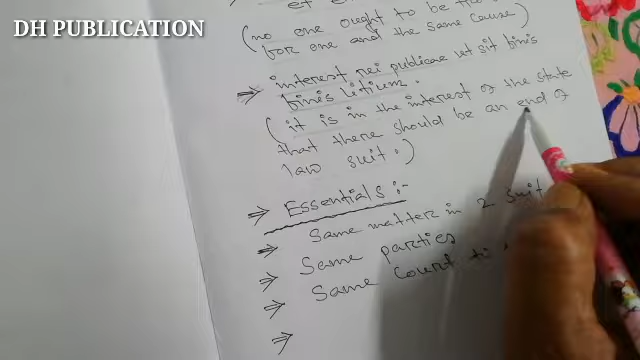 DH PUBLICATION
et
(no one ought to be
for one and the same cause)
⇒ interest rei publicae ut sit finis
finis litium.
(it is in the interest of the state
that there should be an end of
law suit.)
⇒ Essentials :-
⇒ Same matter in 2 suit
⇒ Same parties
⇒ Same Court to
⇒